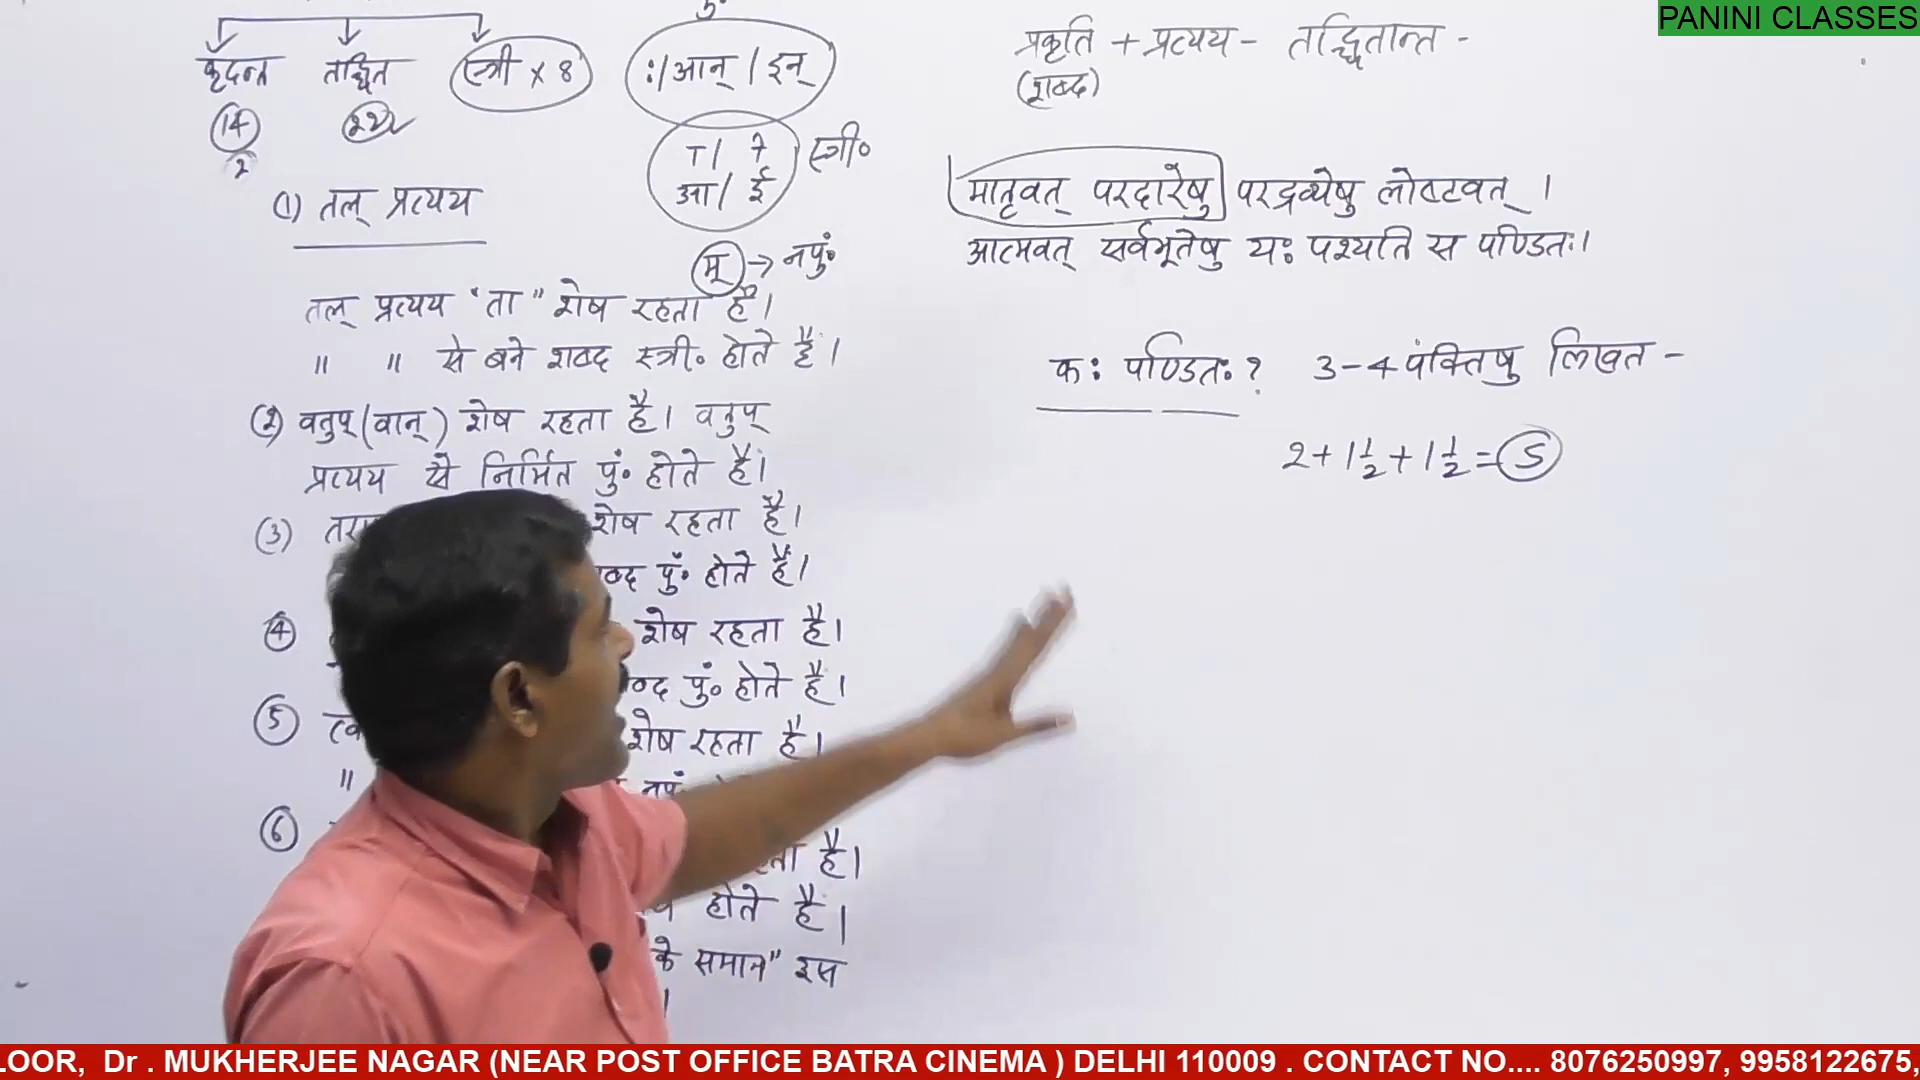 PANINI CLASSES
कृदन्त तद्धित स्त्री x 8
14
2
ः/आन्/इन्
ा/ ी स्त्री०
आ/ ई
म् → नपुं०
(1) तल् प्रत्यय
तल् प्रत्यय "ता" शेष रहता है।
" " से बने शब्द स्त्री० होते हैं।
(2) वतुप् (वान्) शेष रहता है। वतुप्
प्रत्यय से निर्मित पुं० होते हैं।
(3) शेष रहता है।
पुं० होते हैं।
(4) शेष रहता है।
पुं० होते हैं।
(5) शेष रहता है।
" नपुं०
(6)
है।
होते हैं।
के समान" इस
प्रकृति + प्रत्यय - तद्धितान्त -
(शब्द)
मातृवत् परदारेषु परद्रव्येषु लोष्टवत्।
आत्मवत् सर्वभूतेषु यः पश्यति स पण्डितः।
कः पण्डितः? 3-4 पंक्तिषु लिखत -
2+1½+1½=5
LOOR, Dr . MUKHERJEE NAGAR (NEAR POST OFFICE BATRA CINEMA ) DELHI 110009 . CONTACT NO.... 8076250997, 9958122675,